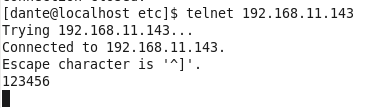 [dante@localhost etc]$ telnet 192.168.11.143
Trying 192.168.11.143...
Connected to 192.168.11.143.
Escape character is '^]'.
123456